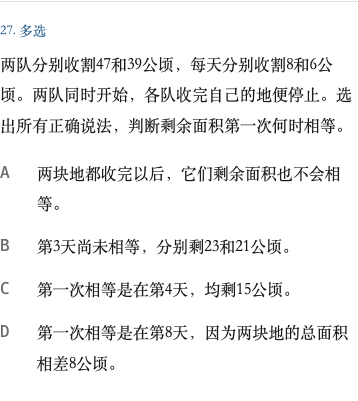 27. 多选
两队分别收割47和39公顷，每天分别收割8和6公
顷。两队同时开始，各队收完自己的地便停止。选
出所有正确说法，判断剩余面积第一次何时相等。
A 两块地都收完以后，它们剩余面积也不会相
等。
B 第3天尚未相等，分别剩23和21公顷。
C 第一次相等是在第4天，均剩15公顷。
D 第一次相等是在第8天，因为两块地的总面积
相差8公顷。